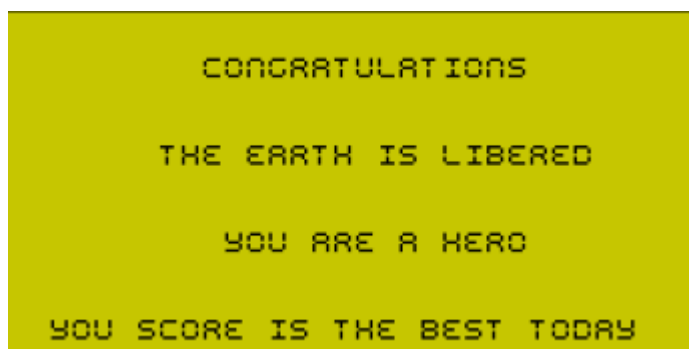 CONGRATULATIONS
THE EARTH IS LIBERED
YOU ARE A HERO
YOU SCORE IS THE BEST TODAY